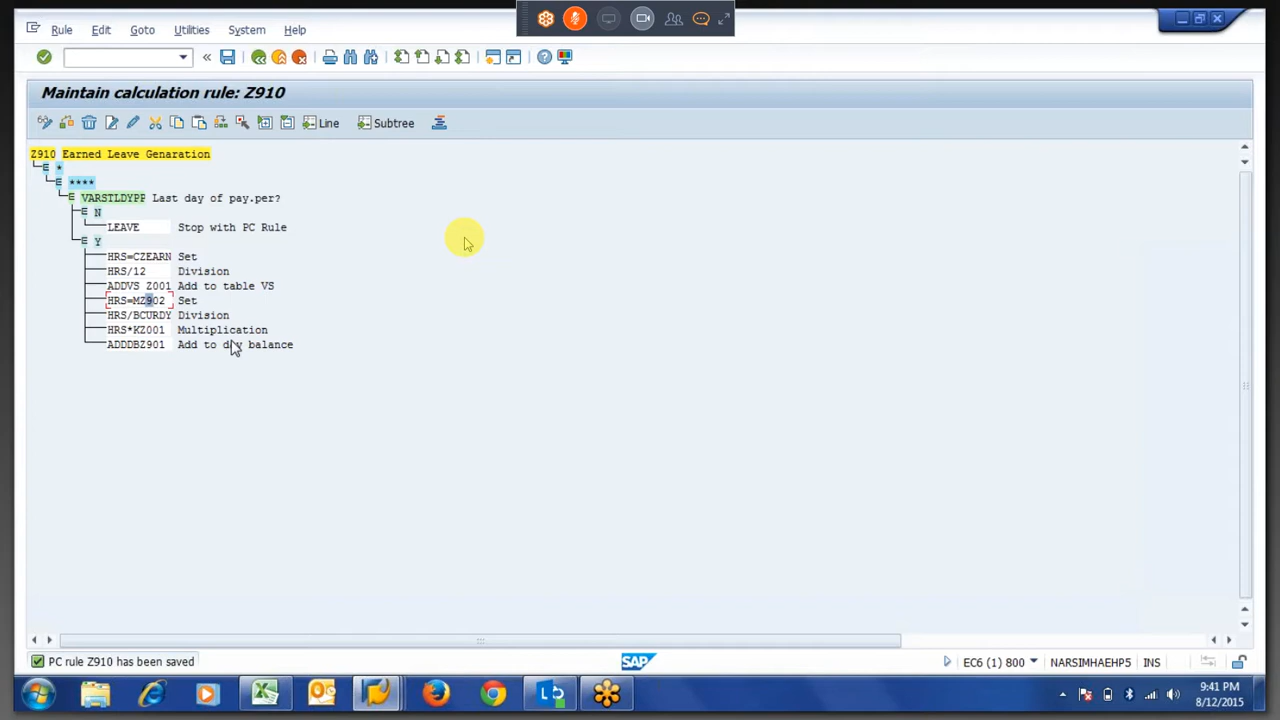 Rule Edit Goto Utilities System Help
Maintain calculation rule: Z910
Line Subtree
Z910 Earned Leave Genaration
*
****
VARSTLDYPP Last day of pay.per?
N
LEAVE Stop with PC Rule
Y
HRS=CZEARN Set
HRS/12 Division
ADDVS Z001 Add to table VS
HRS=MZ902 Set
HRS/BCURDY Division
HRS*KZ001 Multiplication
ADDDBZ901 Add to day balance
PC rule Z910 has been saved
SAP
EC6 (1) 800 NARSIMHAEHP5 INS
9:41 PM
8/12/2015